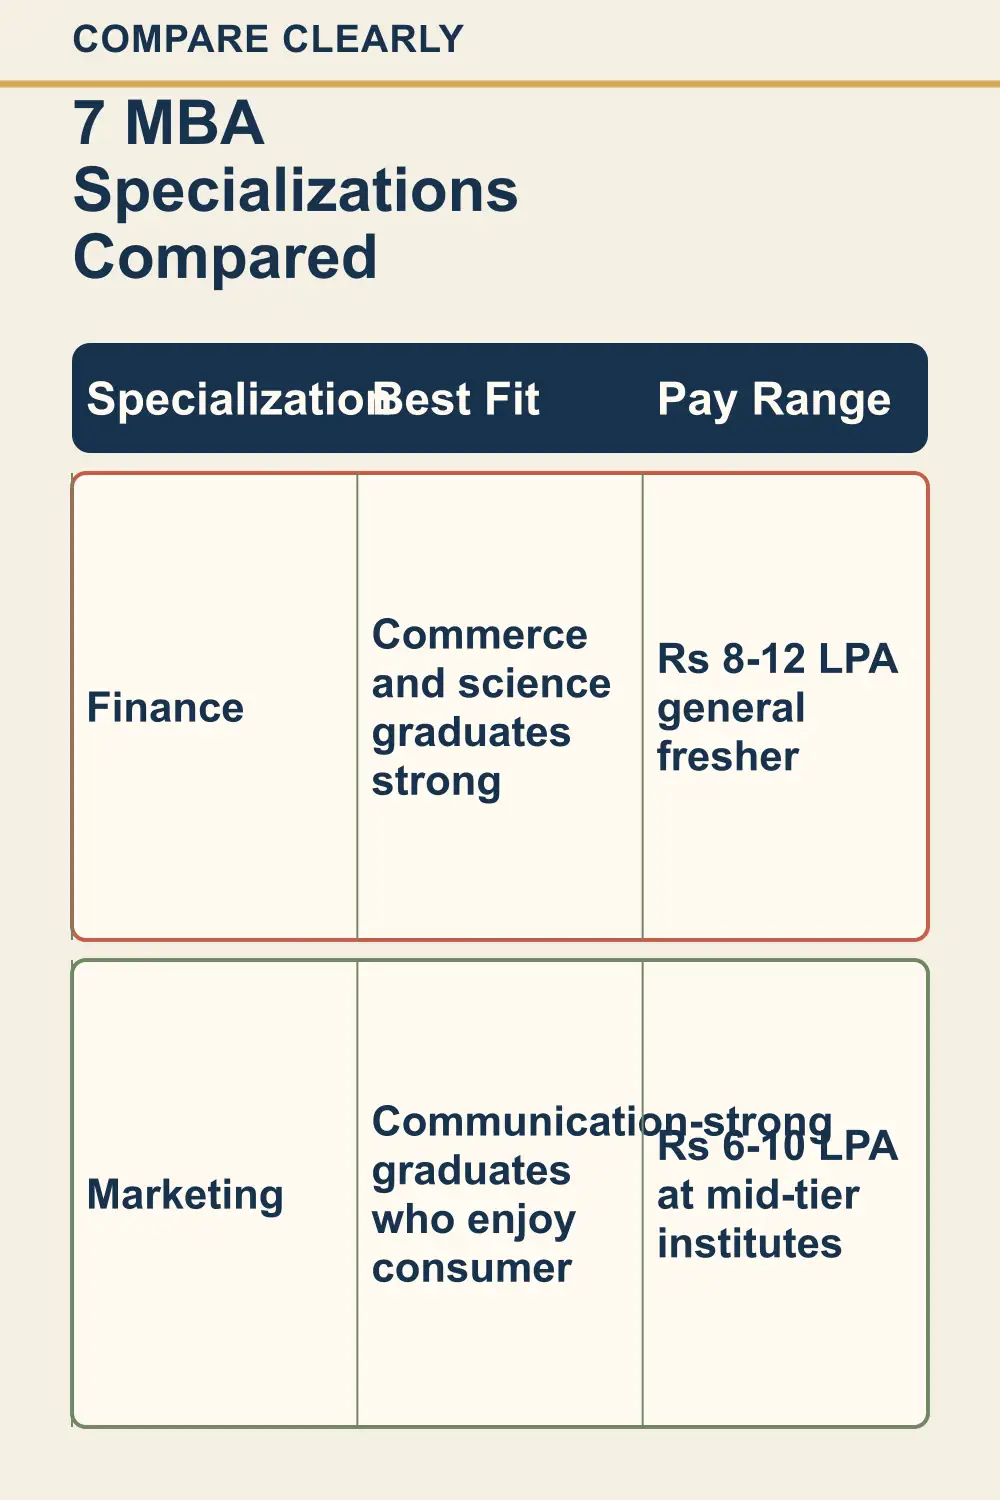 COMPARE CLEARLY
7 MBA
Specializations
Compared
Specialization Best Fit Pay Range
Finance
Commerce
and science
graduates
strong
Rs 8-12 LPA
general
fresher
Marketing
Communication-strong
graduates
who enjoy
consumer
Rs 6-10 LPA
at mid-tier
institutes